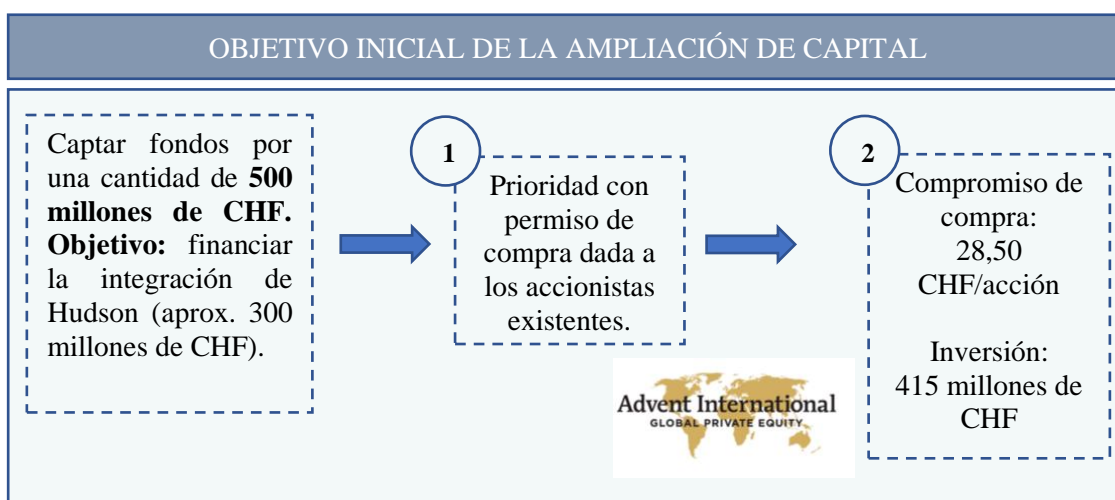 OBJETIVO INICIAL DE LA AMPLIACIÓN DE CAPITAL
Captar fondos por
una cantidad de 500
millones de CHF.
Objetivo: financiar
la integración de
Hudson (aprox. 300
millones de CHF).
1
Prioridad con
permiso de
compra dada a
los accionistas
existentes.
Advent International
GLOBAL PRIVATE EQUITY
2
Compromiso de
compra:
28,50
CHF/acción
Inversión:
415 millones de
CHF